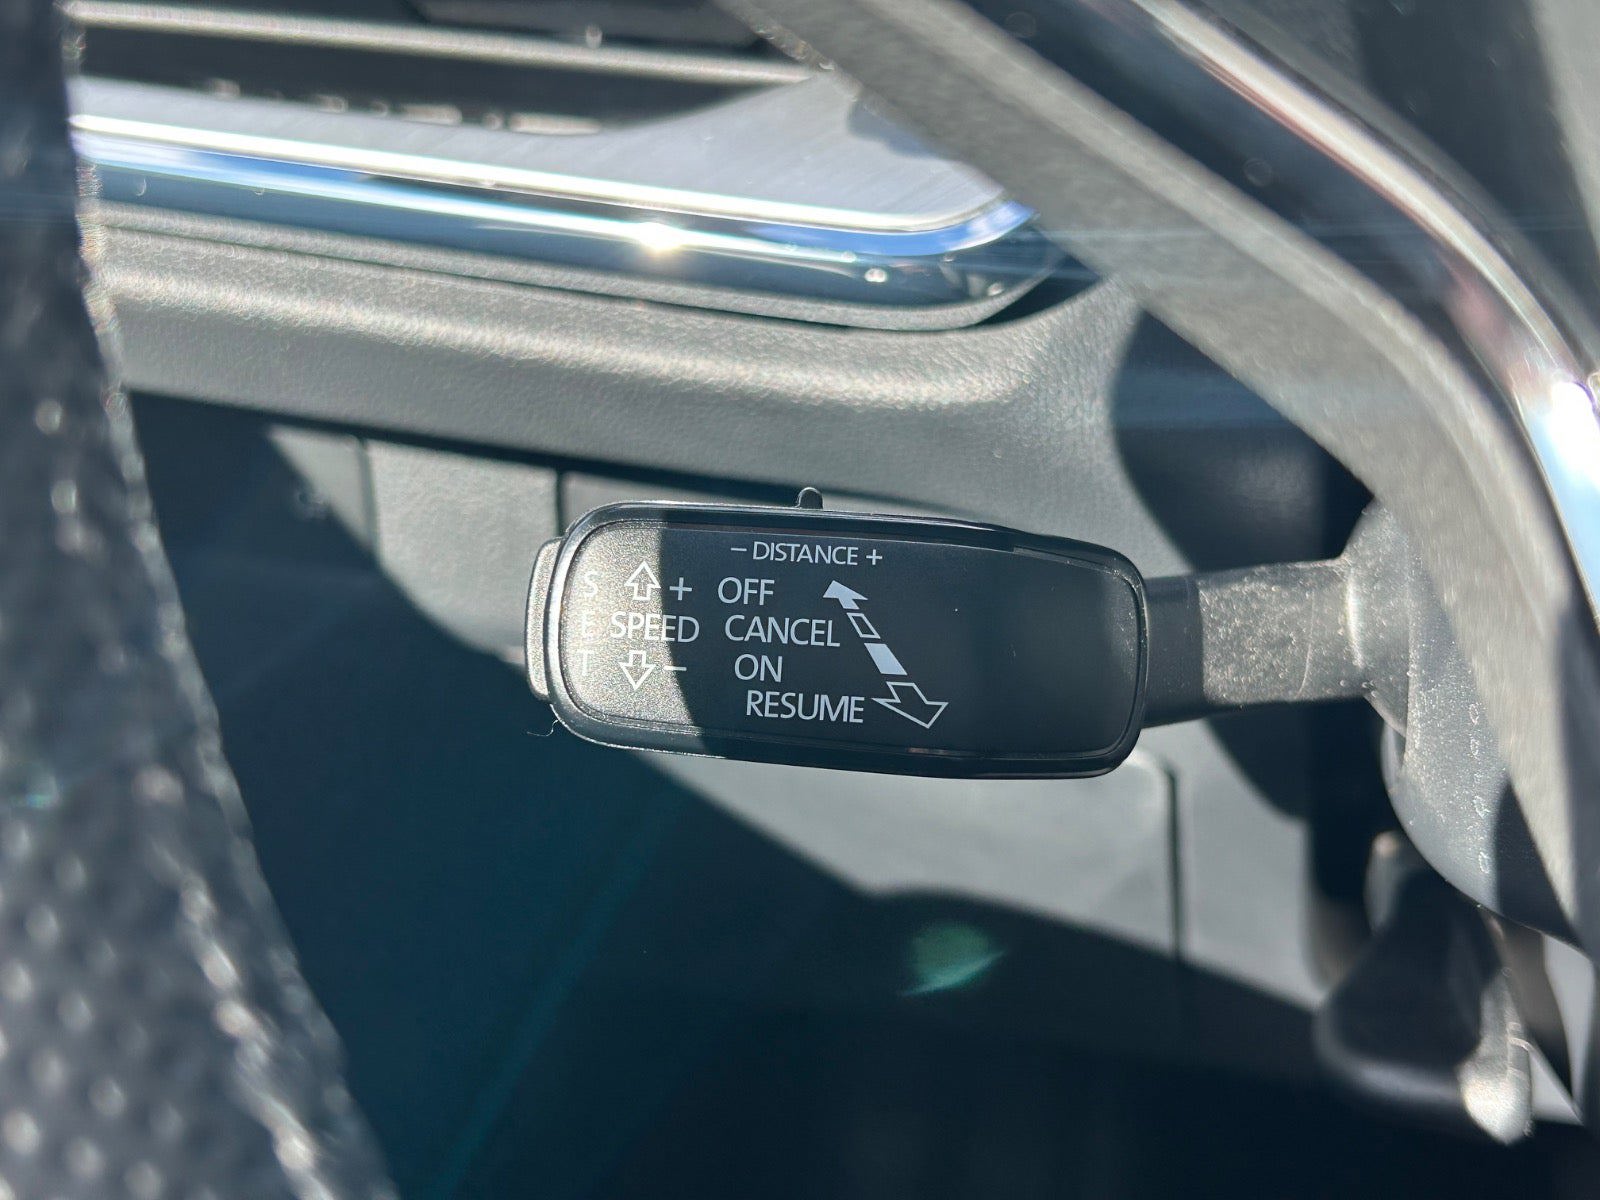 – DISTANCE +
S + OFF
E SPEED CANCEL
T – ON
RESUME